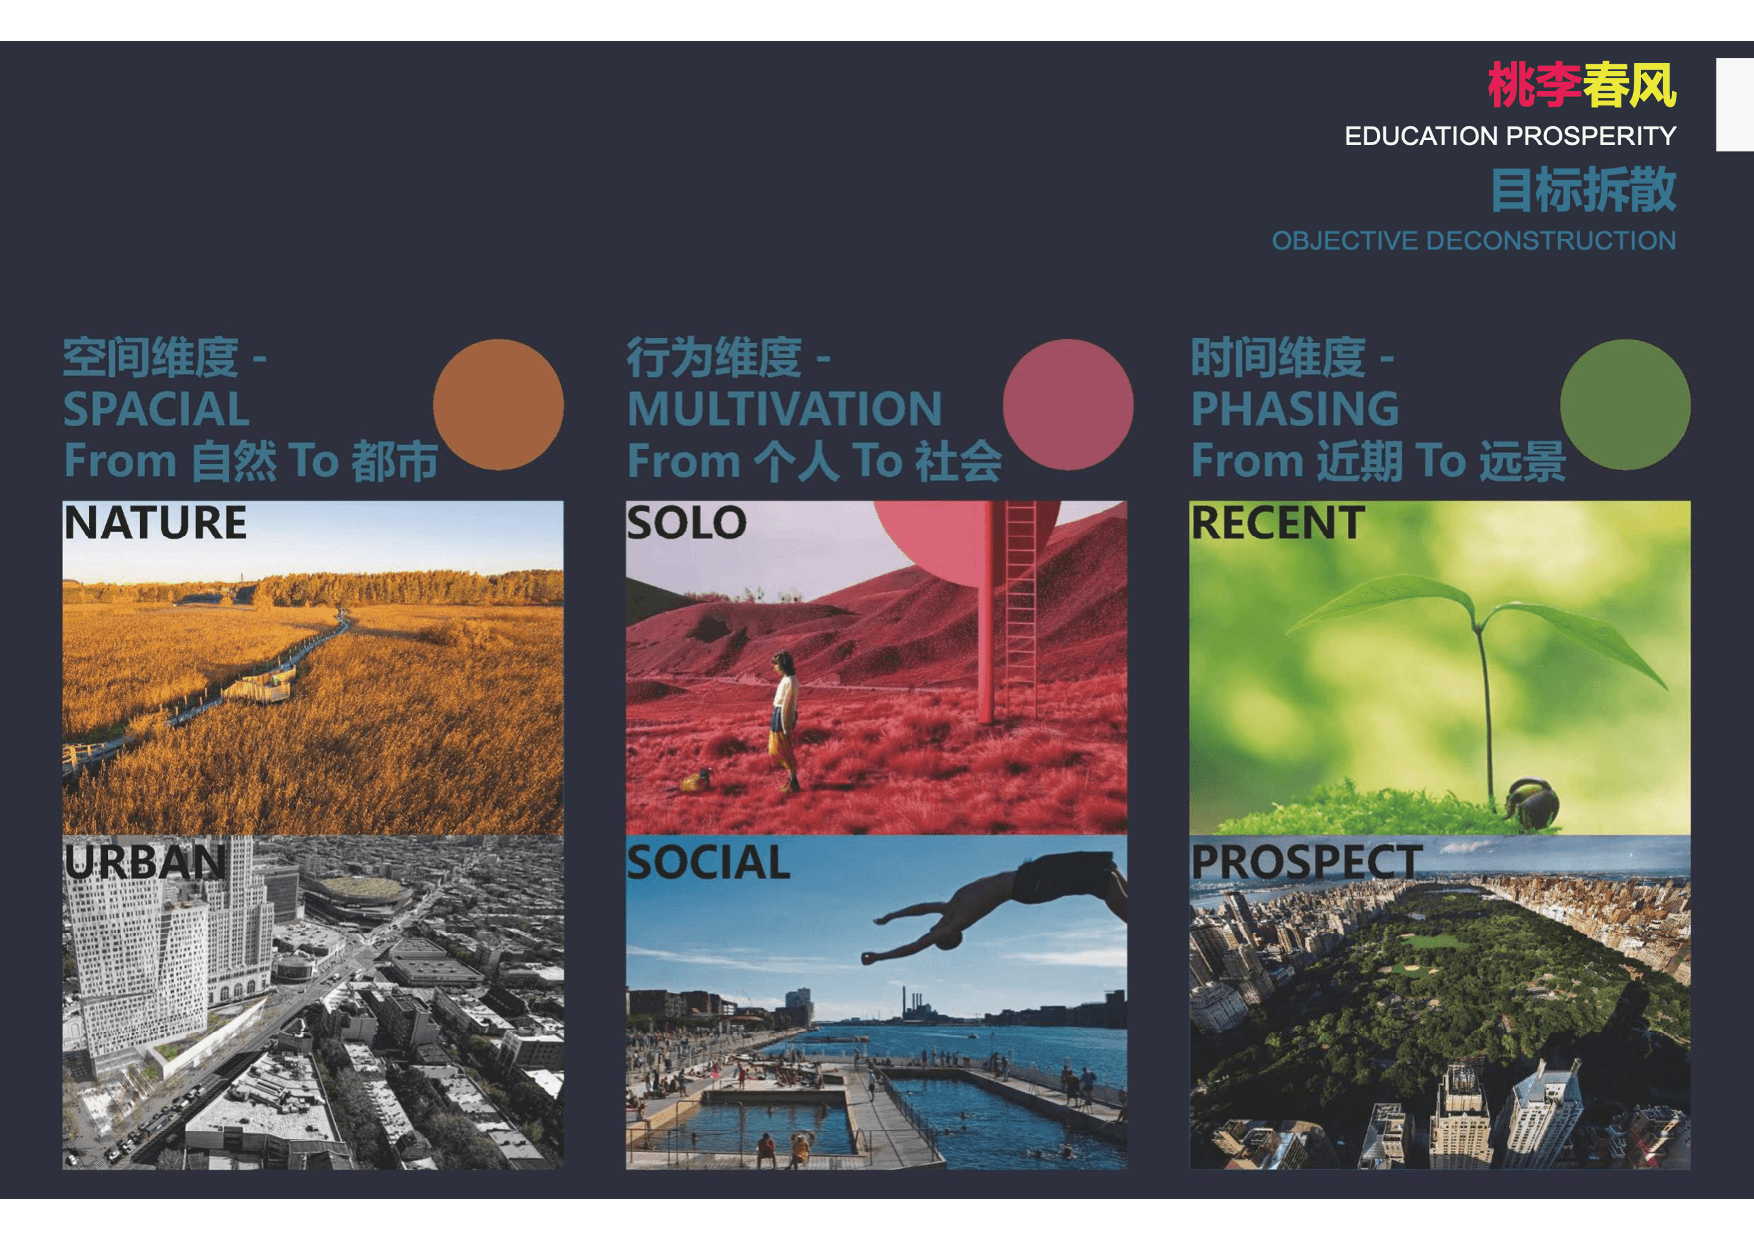 桃李春风
EDUCATION PROSPERITY
目标拆散
OBJECTIVE DECONSTRUCTION
空间维度 -
SPACIAL
From 自然 To 都市
NATURE
URBAN
行为维度 -
MULTIVATION
From 个人 To 社会
SOLO
SOCIAL
时间维度 -
PHASING
From 近期 To 远景
RECENT
PROSPECT